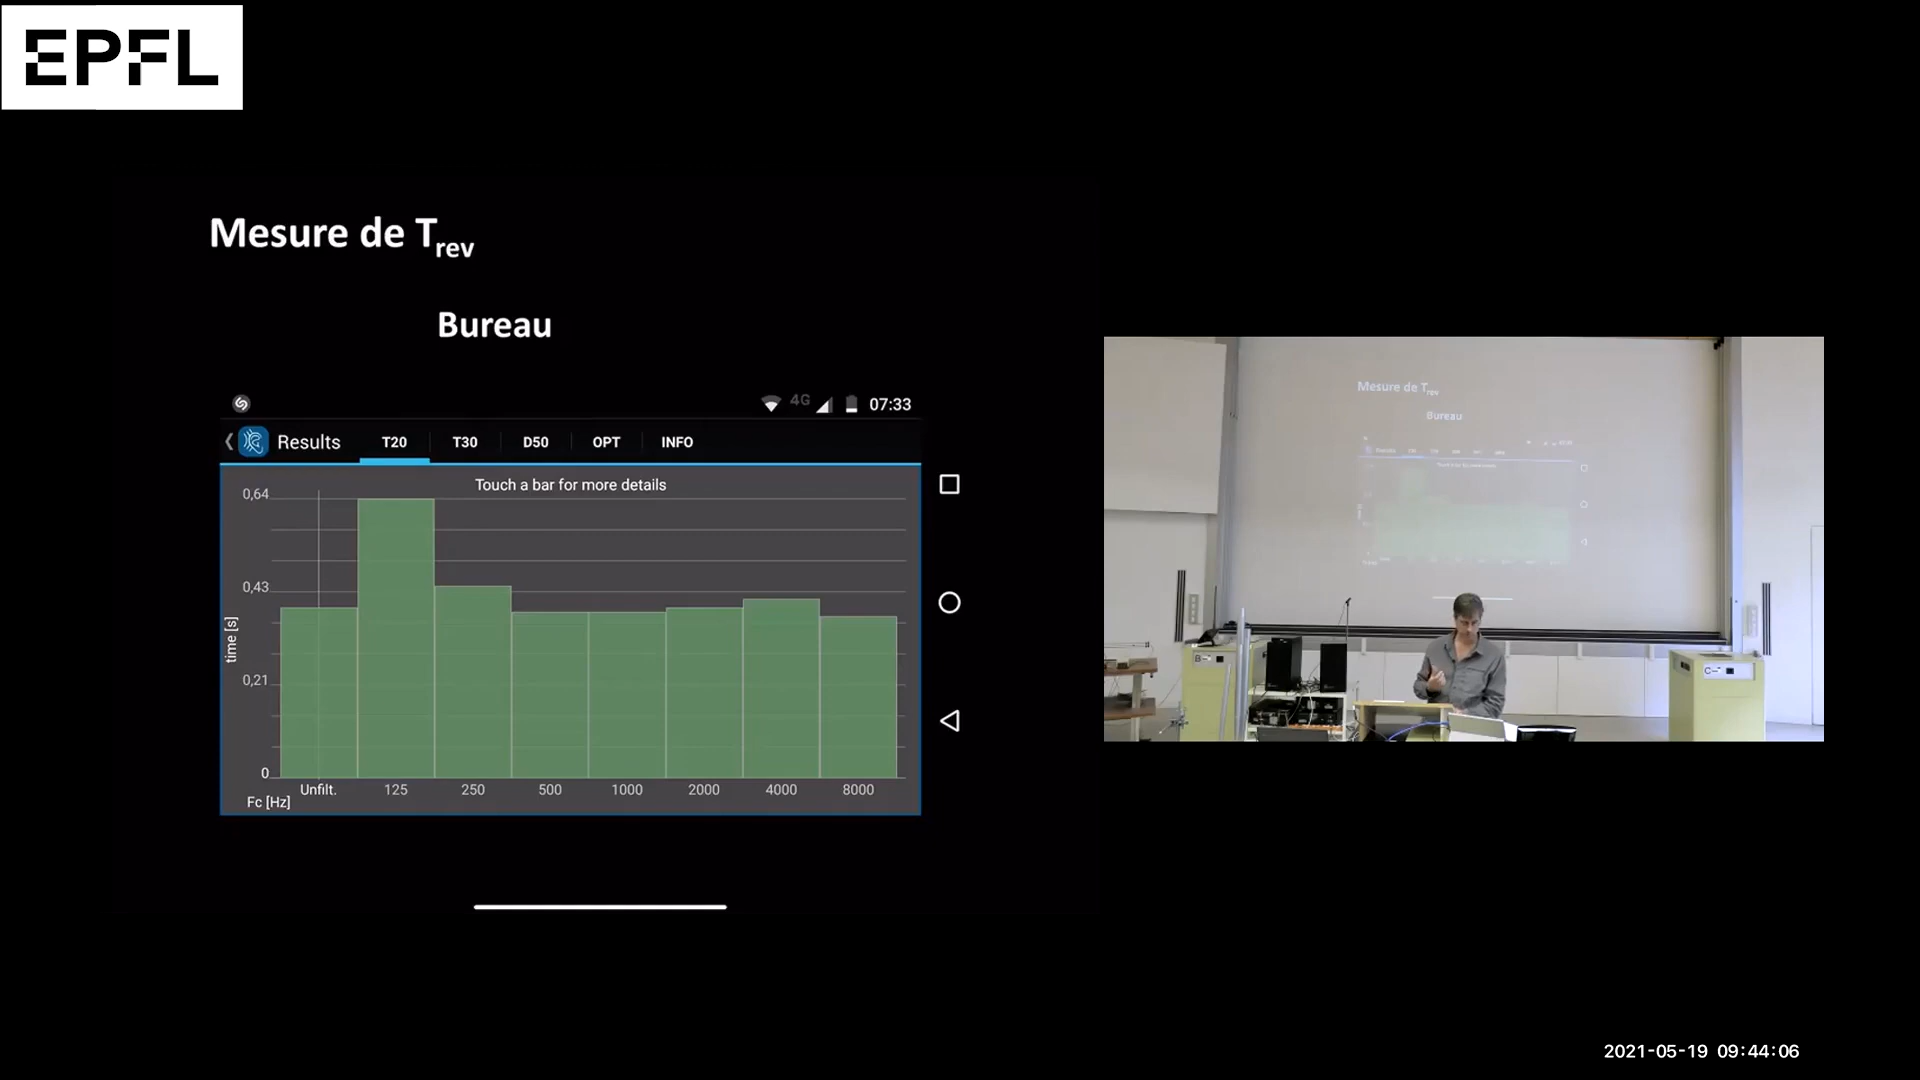 EPFL
Mesure de Trev
Bureau
4G 07:33
Results T20 T30 D50 OPT INFO
Touch a bar for more details
0,64
0,43
0,21
0
time [s]
Unfilt. 125 250 500 1000 2000 4000 8000
Fc [Hz]
Mesure de Trev
Bureau
2021-05-19 09:44:06